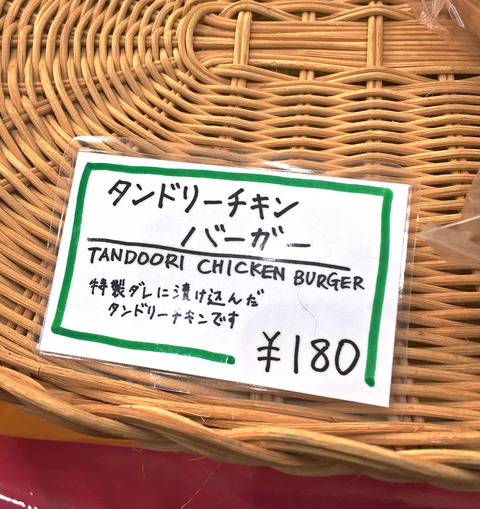 タンドリーチキン
バーガー
TANDOORI CHICKEN BURGER
特製ダレに漬け込んだ
タンドリーチキンです
¥180